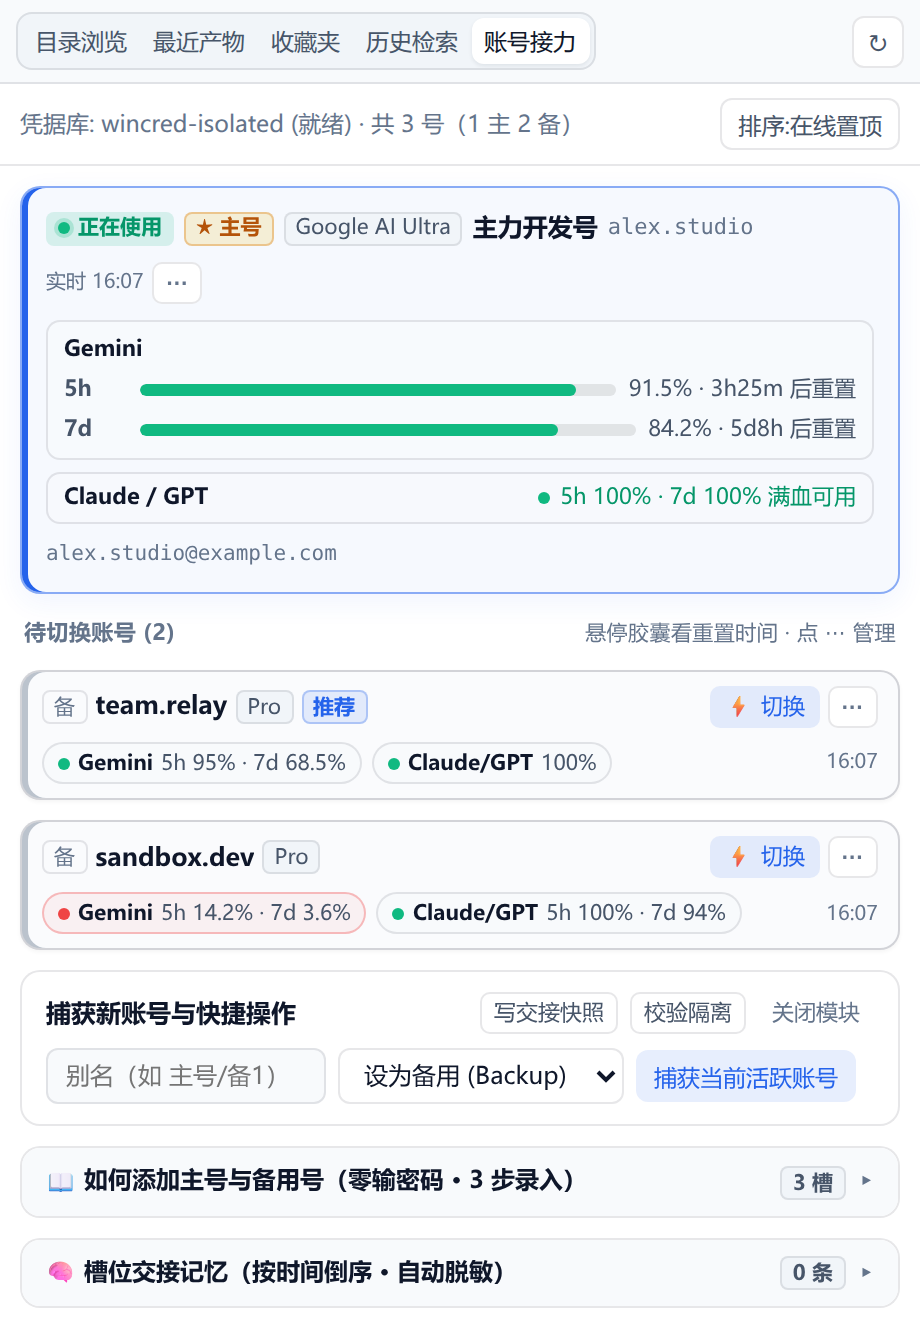 目录浏览 最近产物 收藏夹 历史检索 账号接力 ↻
凭据库: wincred-isolated (就绪) · 共 3 号（1 主 2 备） 排序:在线置顶
正在使用 ★ 主号 Google AI Ultra 主力开发号 alex.studio
实时 16:07 ···
Gemini
5h 91.5% · 3h25m 后重置
7d 84.2% · 5d8h 后重置
Claude / GPT 5h 100% · 7d 100% 满血可用
alex.studio@example.com
待切换账号 (2) 悬停胶囊看重置时间 · 点 ··· 管理
备 team.relay Pro 推荐 ⚡ 切换 ···
Gemini 5h 95% · 7d 68.5% Claude/GPT 100% 16:07
备 sandbox.dev Pro ⚡ 切换 ···
Gemini 5h 14.2% · 7d 3.6% Claude/GPT 5h 100% · 7d 94% 16:07
捕获新账号与快捷操作 写交接快照 校验隔离 关闭模块
别名（如 主号/备1） 设为备用 (Backup) 捕获当前活跃账号
📖 如何添加主号与备用号（零输密码 • 3 步录入） 3 槽 ▸
🧠 槽位交接记忆（按时间倒序 • 自动脱敏） 0 条 ▸